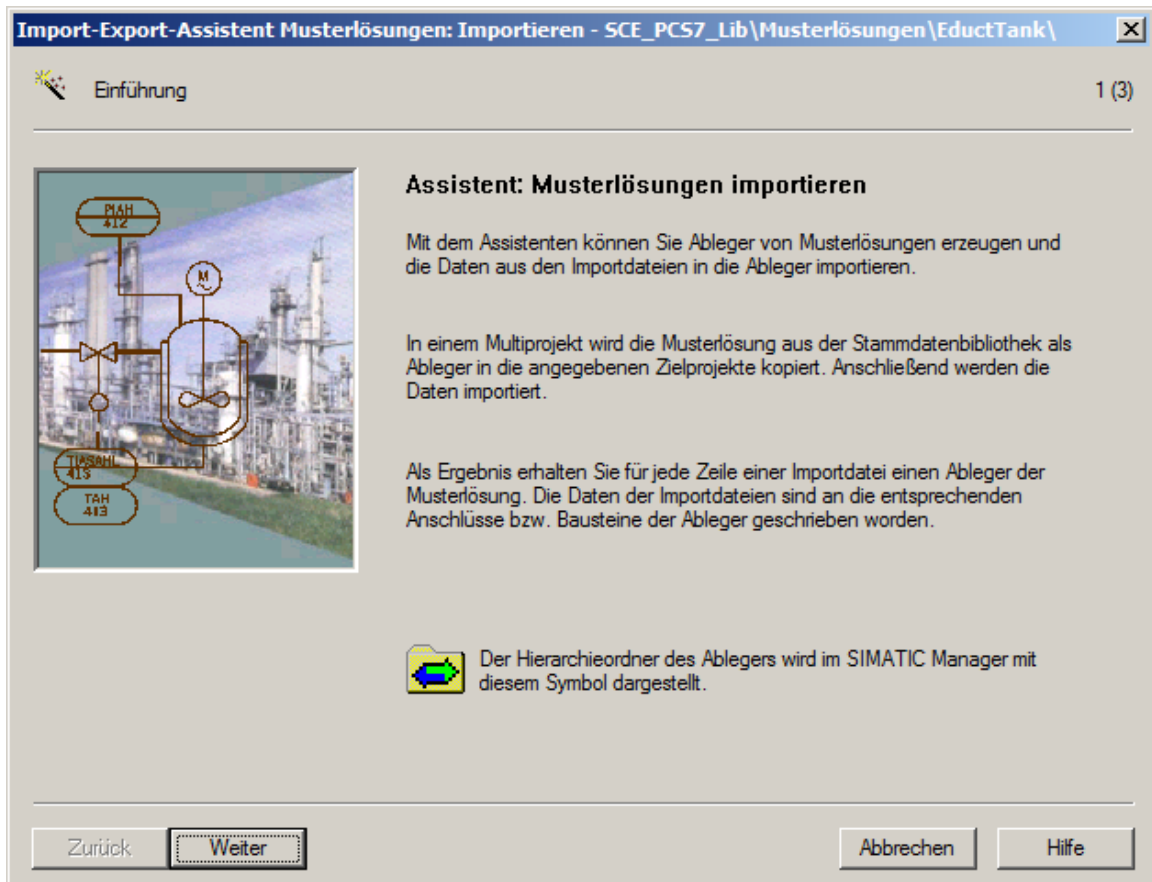 Import-Export-Assistent Musterlösungen: Importieren - SCE_PCS7_Lib\Musterlösungen\EductTank\
Einführung
1 (3)
PIAH
412
M
TIASAHL
413
TAH
413
Assistent: Musterlösungen importieren
Mit dem Assistenten können Sie Ableger von Musterlösungen erzeugen und
die Daten aus den Importdateien in die Ableger importieren.
In einem Multiprojekt wird die Musterlösung aus der Stammdatenbibliothek als
Ableger in die angegebenen Zielprojekte kopiert. Anschließend werden die
Daten importiert.
Als Ergebnis erhalten Sie für jede Zeile einer Importdatei einen Ableger der
Musterlösung. Die Daten der Importdateien sind an die entsprechenden
Anschlüsse bzw. Bausteine der Ableger geschrieben worden.
Der Hierarchieordner des Ablegers wird im SIMATIC Manager mit
diesem Symbol dargestellt.
Zurück
Weiter
Abbrechen
Hilfe